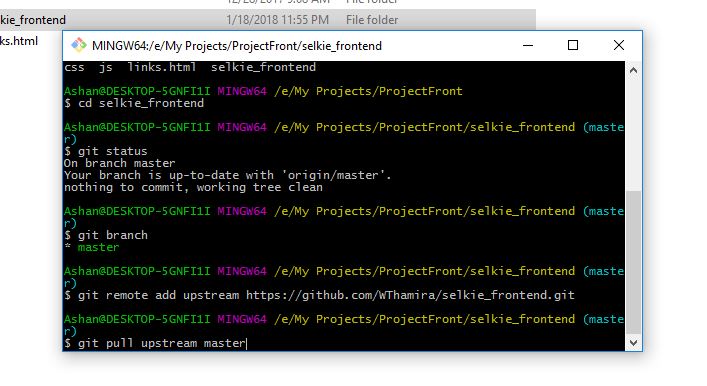 kie_frontend 1/18/2018 11:55 PM File folder
ks.html
MINGW64:/e/My Projects/ProjectFront/selkie_frontend
css js links.html selkie_frontend
Ashan@DESKTOP-5GNFI1I MINGW64 /e/My Projects/ProjectFront
$ cd selkie_frontend
Ashan@DESKTOP-5GNFI1I MINGW64 /e/My Projects/ProjectFront/selkie_frontend (maste
r)
$ git status
On branch master
Your branch is up-to-date with 'origin/master'.
nothing to commit, working tree clean
Ashan@DESKTOP-5GNFI1I MINGW64 /e/My Projects/ProjectFront/selkie_frontend (maste
r)
$ git branch
* master
Ashan@DESKTOP-5GNFI1I MINGW64 /e/My Projects/ProjectFront/selkie_frontend (maste
r)
$ git remote add upstream https://github.com/WThamira/selkie_frontend.git
Ashan@DESKTOP-5GNFI1I MINGW64 /e/My Projects/ProjectFront/selkie_frontend (maste
r)
$ git pull upstream master